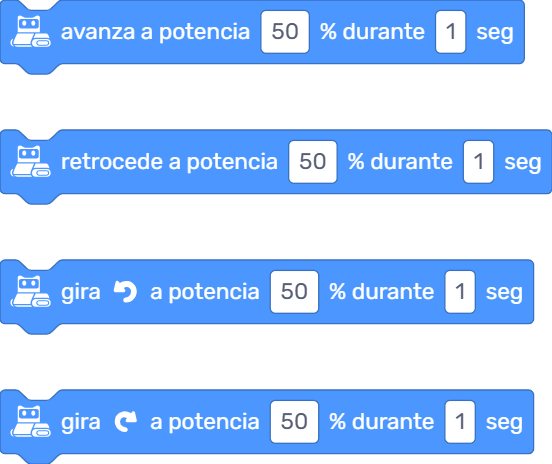 avanza a potencia 50 % durante 1 seg
retrocede a potencia 50 % durante 1 seg
gira a potencia 50 % durante 1 seg
gira a potencia 50 % durante 1 seg